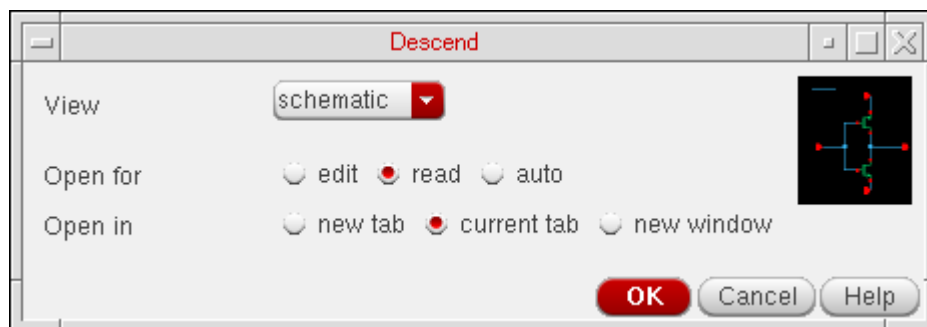 Descend
View schematic
Open for edit read auto
Open in new tab current tab new window
OK Cancel Help